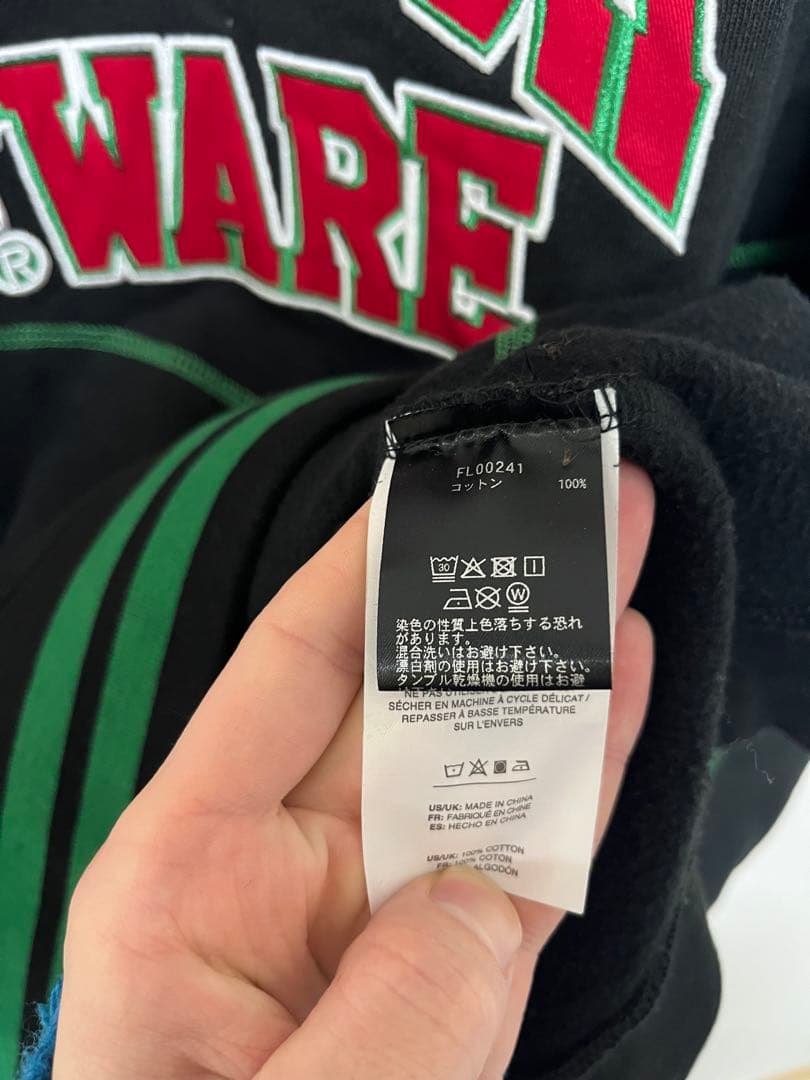 WARE
®
FL00241
コットン 100%
30
W
染色の性質上色落ちする恐れ
があります。
混合洗いはお避け下さい。
漂白剤の使用はお避け下さい。
タンブル乾燥機の使用はお避
NE PAS UTILISER
SÉCHER EN MACHINE À CYCLE DÉLICAT /
REPASSER À BASSE TEMPÉRATURE
SUR L'ENVERS
US/UK: MADE IN CHINA
FR: FABRIQUÉ EN CHINE
ES: HECHO EN CHINA
US/UK: 100% COTTON
FR: 100% COTON
ALGODÓN